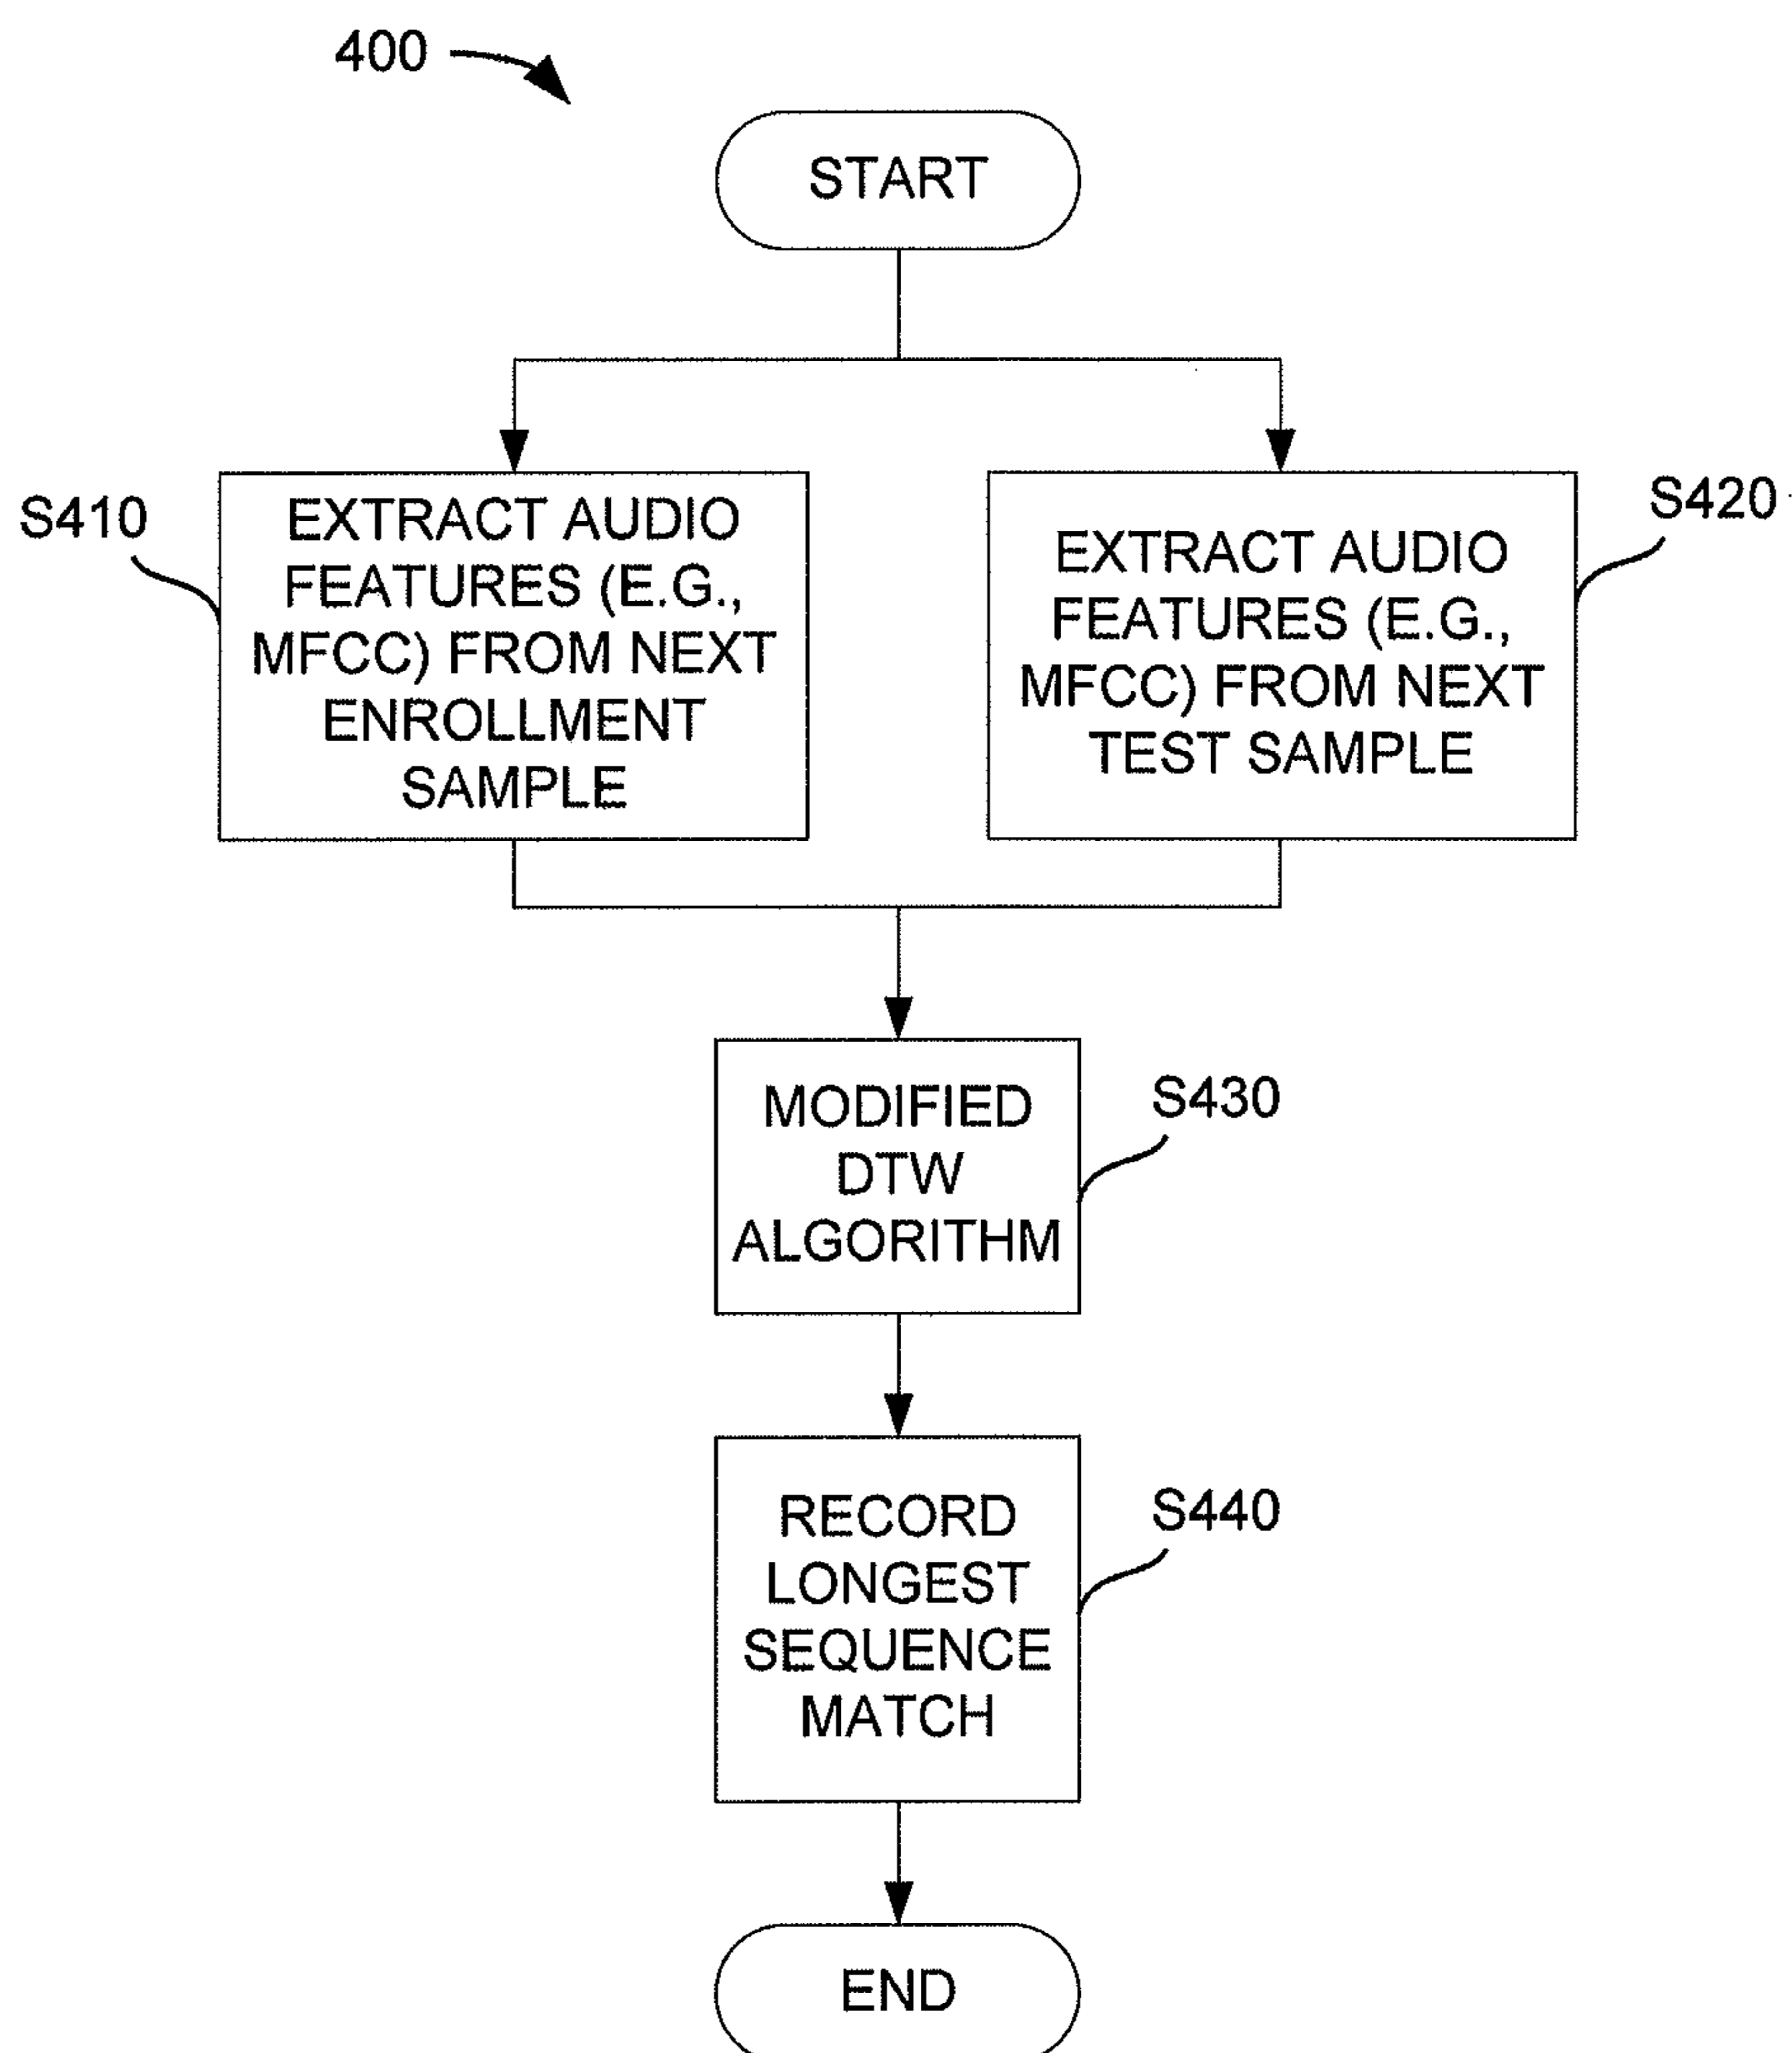 400
START
S410
EXTRACT AUDIO
FEATURES (E.G.,
MFCC) FROM NEXT
ENROLLMENT
SAMPLE
S420
EXTRACT AUDIO
FEATURES (E.G.,
MFCC) FROM NEXT
TEST SAMPLE
MODIFIED
DTW
ALGORITHM
S430
RECORD
LONGEST
SEQUENCE
MATCH
S440
END